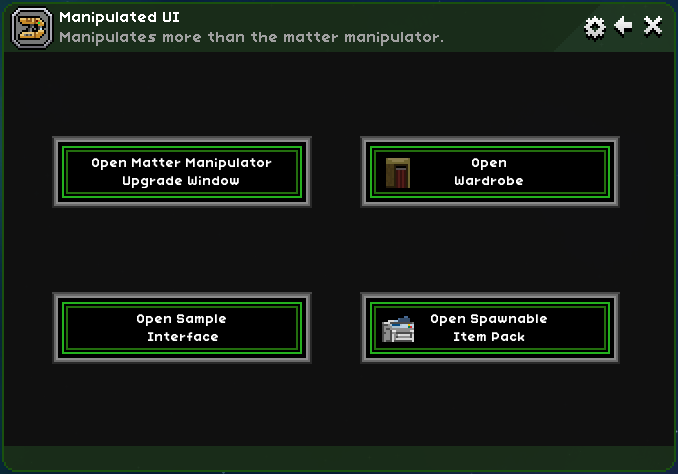 Manipulated UI
Manipulates more than the matter manipulator.
Open Matter Manipulator
Upgrade Window
Open
Wardrobe
Open Sample
Interface
Open Spawnable
Item Pack